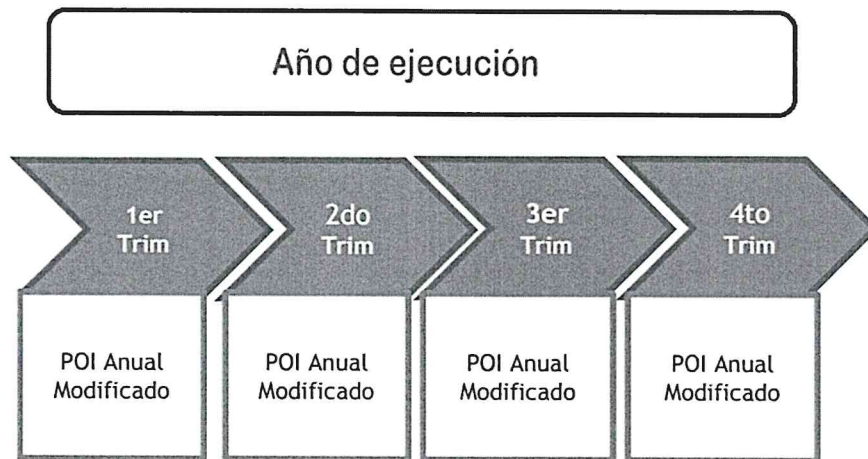 Año de ejecución
1er
Trim
2do
Trim
3er
Trim
4to
Trim
POI Anual
Modificado
POI Anual
Modificado
POI Anual
Modificado
POI Anual
Modificado